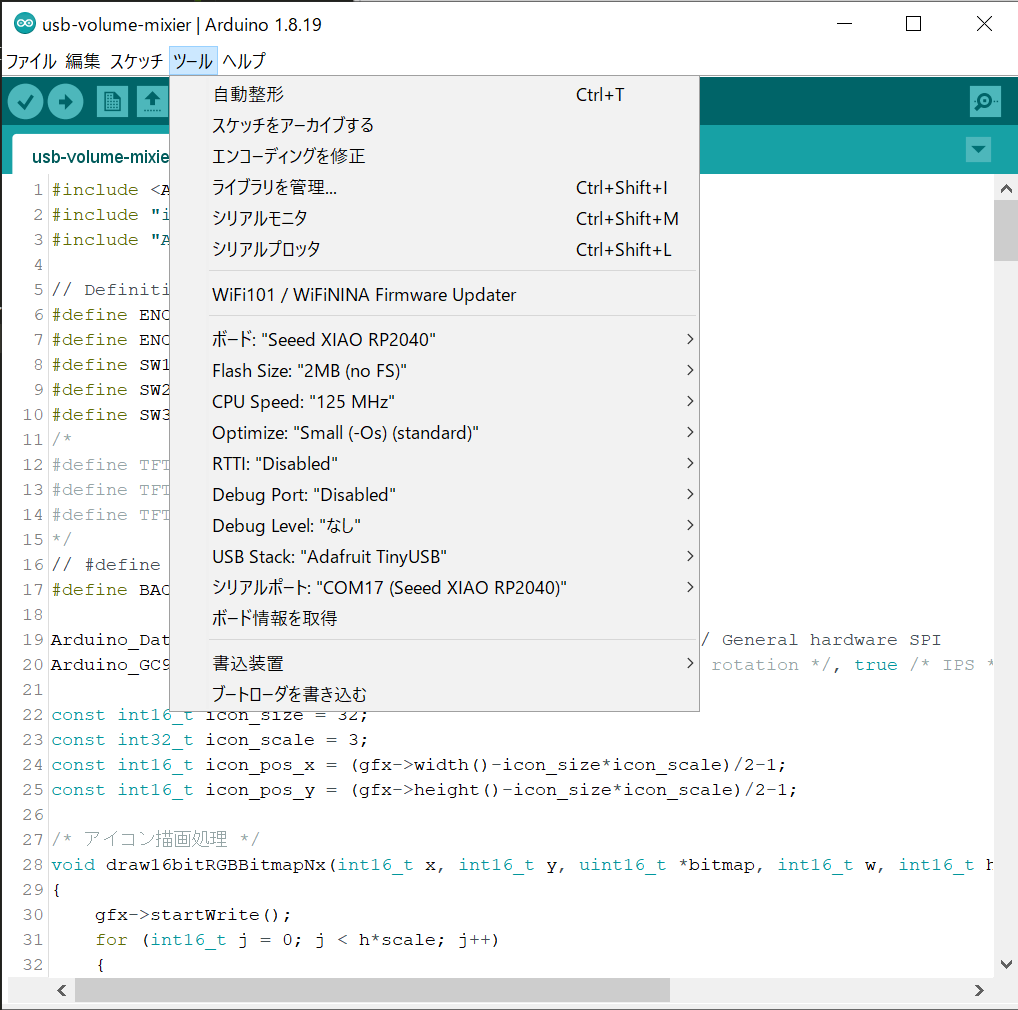 usb-volume-mixier | Arduino 1.8.19
ファイル 編集 スケッチ ツール ヘルプ
usb-volume-mixie
自動整形 Ctrl+T
スケッチをアーカイブする
エンコーディングを修正
ライブラリを管理... Ctrl+Shift+I
シリアルモニタ Ctrl+Shift+M
シリアルプロッタ Ctrl+Shift+L
WiFi101 / WiFiNINA Firmware Updater
ボード: "Seeed XIAO RP2040"
Flash Size: "2MB (no FS)"
CPU Speed: "125 MHz"
Optimize: "Small (-Os) (standard)"
RTTI: "Disabled"
Debug Port: "Disabled"
Debug Level: "なし"
USB Stack: "Adafruit TinyUSB"
シリアルポート: "COM17 (Seeed XIAO RP2040)"
ボード情報を取得
書込装置
ブートローダを書き込む
1 #include <A
2 #include "i
3 #include "A
4
5 // Definiti
6 #define ENC
7 #define ENC
8 #define SW1
9 #define SW2
10 #define SW3
11 /*
12 #define TFT
13 #define TFT
14 #define TFT
15 */
16 // #define
17 #define BAC
18
19 Arduino_Dat / General hardware SPI
20 Arduino_GC9 rotation */, true /* IPS *
21
22 const int16_t icon_size = 32;
23 const int32_t icon_scale = 3;
24 const int16_t icon_pos_x = (gfx->width()-icon_size*icon_scale)/2-1;
25 const int16_t icon_pos_y = (gfx->height()-icon_size*icon_scale)/2-1;
26
27 /* アイコン描画処理 */
28 void draw16bitRGBBitmapNx(int16_t x, int16_t y, uint16_t *bitmap, int16_t w, int16_t h
29 {
30 gfx->startWrite();
31 for (int16_t j = 0; j < h*scale; j++)
32 {